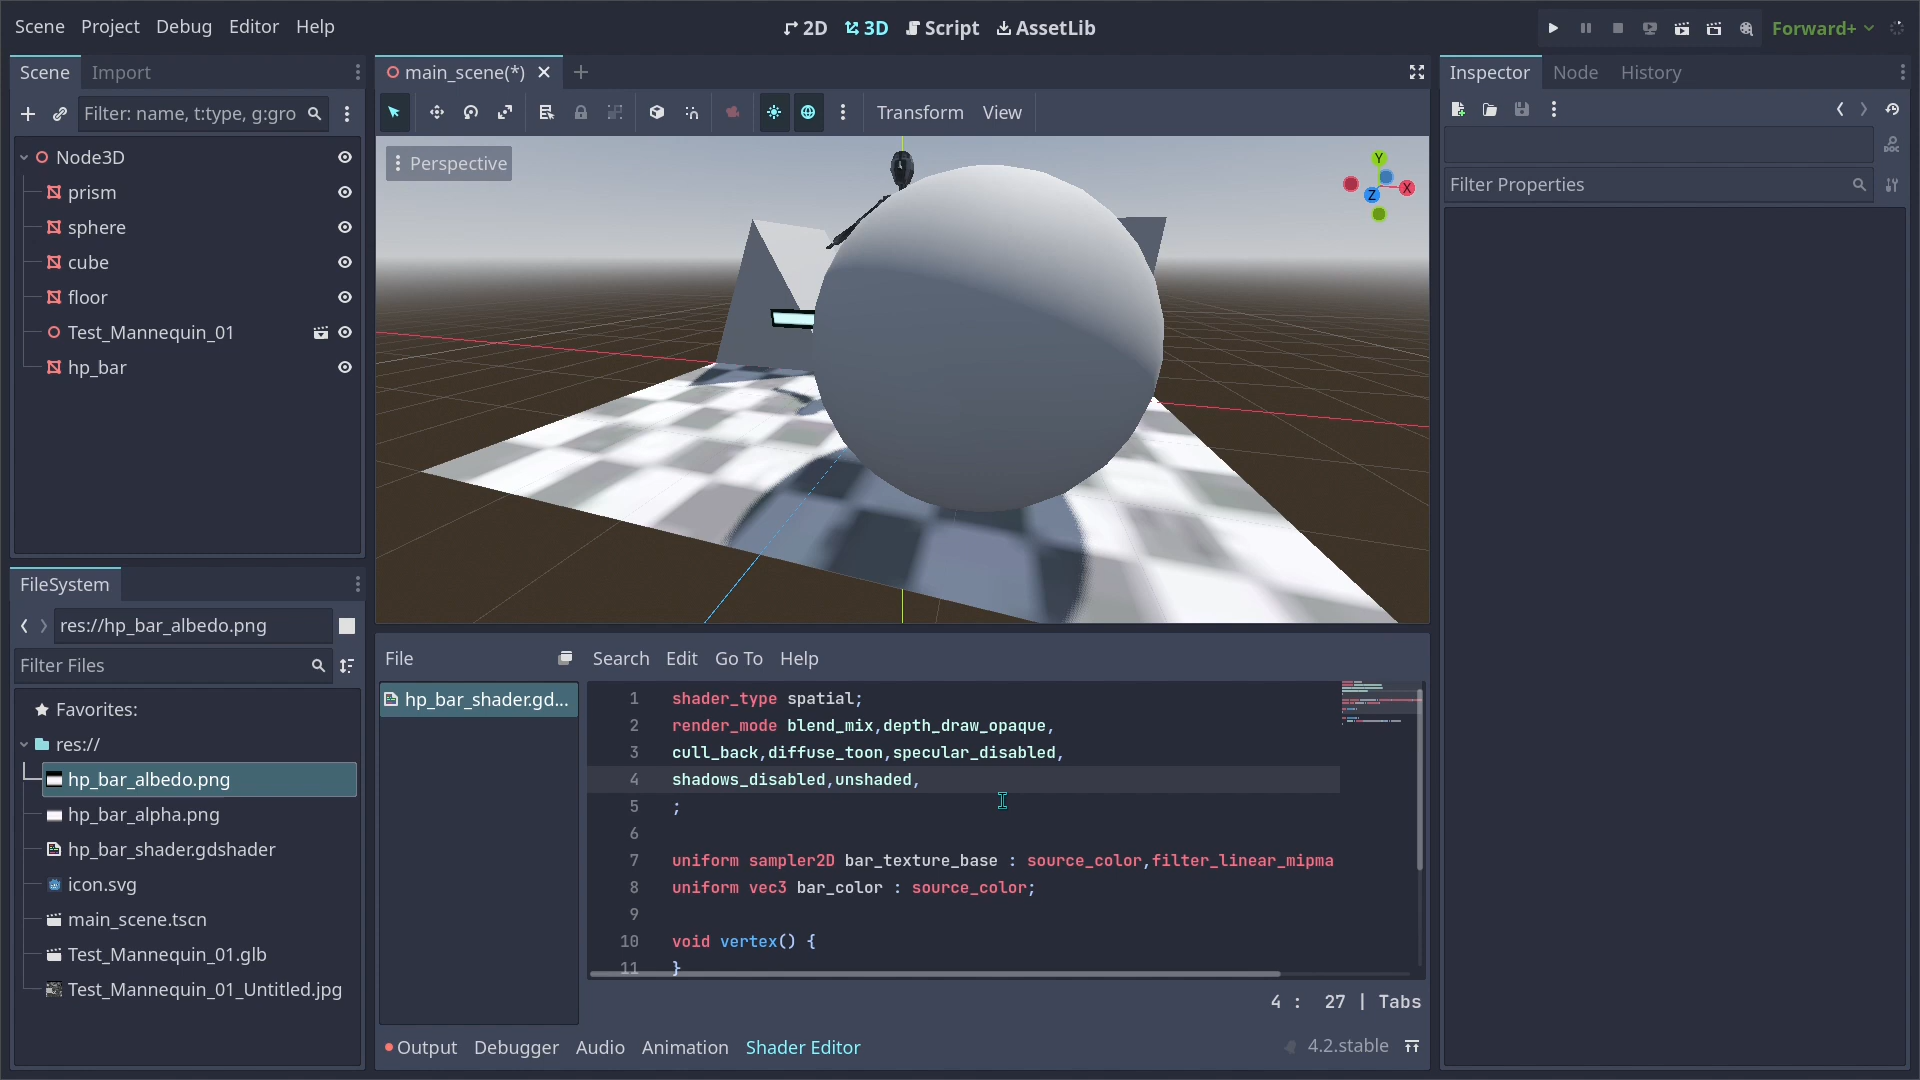 Scene Project Debug Editor Help
2D 3D Script AssetLib
Forward+
Scene Import
Filter: name, t:type, g:gro
Node3D
prism
sphere
cube
floor
Test_Mannequin_01
hp_bar
FileSystem
res://hp_bar_albedo.png
Filter Files
Favorites:
res://
hp_bar_albedo.png
hp_bar_alpha.png
hp_bar_shader.gdshader
icon.svg
main_scene.tscn
Test_Mannequin_01.glb
Test_Mannequin_01_Untitled.jpg
main_scene(*)
Transform View
Perspective
Y
X
Z
File Search Edit Go To Help
hp_bar_shader.gd...
1 shader_type spatial;
2 render_mode blend_mix,depth_draw_opaque,
3 cull_back,diffuse_toon,specular_disabled,
4 shadows_disabled,unshaded,
5 ;
6
7 uniform sampler2D bar_texture_base : source_color,filter_linear_mipma
8 uniform vec3 bar_color : source_color;
9
10 void vertex() {
11 }
4 : 27 | Tabs
Output Debugger Audio Animation Shader Editor
4.2.stable
Inspector Node History
DOC
Filter Properties